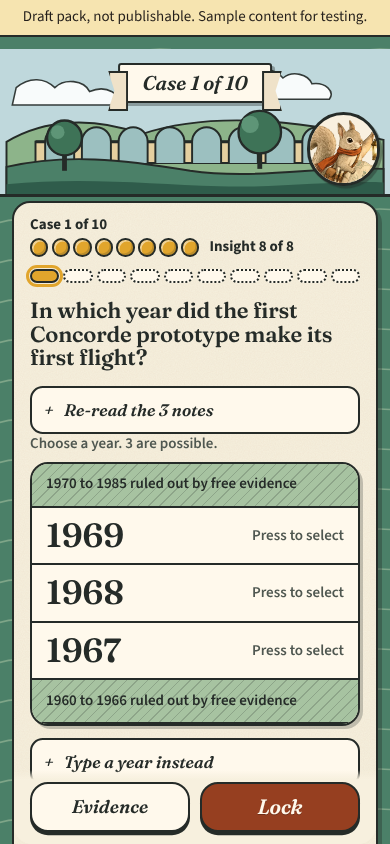 Draft pack, not publishable. Sample content for testing.
Case 1 of 10
Case 1 of 10
Insight 8 of 8
In which year did the first
Concorde prototype make its
first flight?
+ Re-read the 3 notes
Choose a year. 3 are possible.
1970 to 1985 ruled out by free evidence
1969 Press to select
1968 Press to select
1967 Press to select
1960 to 1966 ruled out by free evidence
+ Type a year instead
Evidence Lock